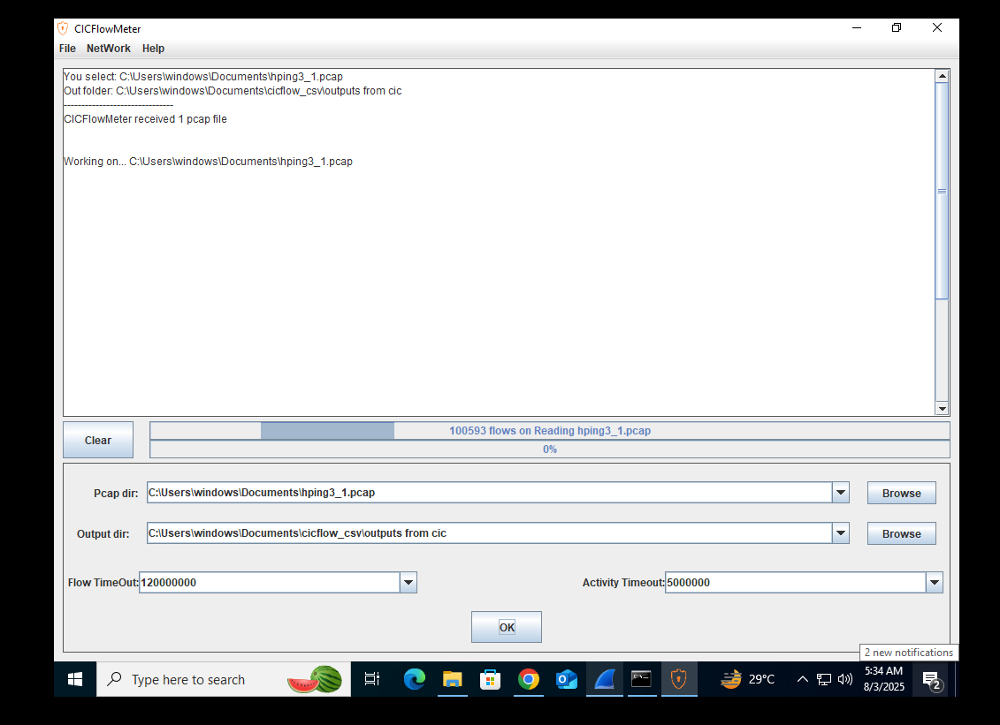 CICFlowMeter
File NetWork Help
You select: C:\Users\windows\Documents\hping3_1.pcap
Out folder: C:\Users\windows\Documents\cicflow_csv\outputs from cic
-------------------------------
CICFlowMeter received 1 pcap file
Working on... C:\Users\windows\Documents\hping3_1.pcap
Clear
100593 flows on Reading hping3_1.pcap
0%
Pcap dir: C:\Users\windows\Documents\hping3_1.pcap Browse
Output dir: C:\Users\windows\Documents\cicflow_csv\outputs from cic Browse
Flow TimeOut: 120000000 Activity Timeout: 5000000
OK
2 new notifications
Type here to search
29°C
5:34 AM
8/3/2025
2